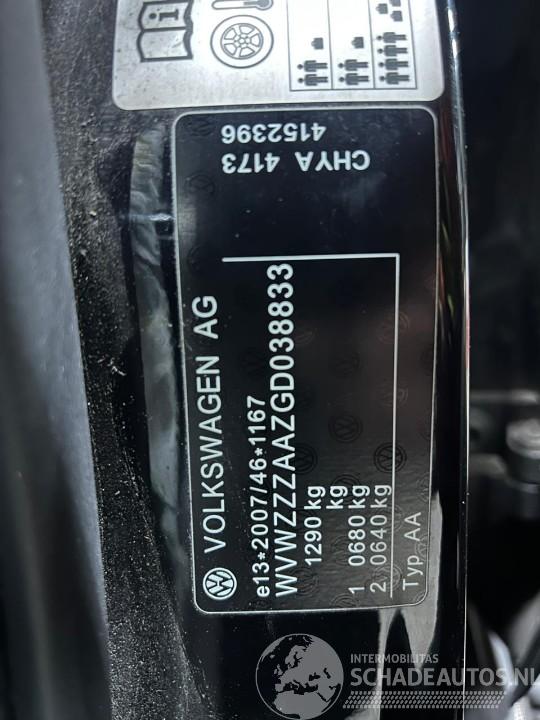 VOLKSWAGEN AG
e13*2007/46*1167
WVWZZZAAZGD038833
1290 kg
kg
1 0680 kg
2 0640 kg
Typ AA
CHYA 4173
4152396
INTERMOBILITAS
SCHADEAUTOS.NL